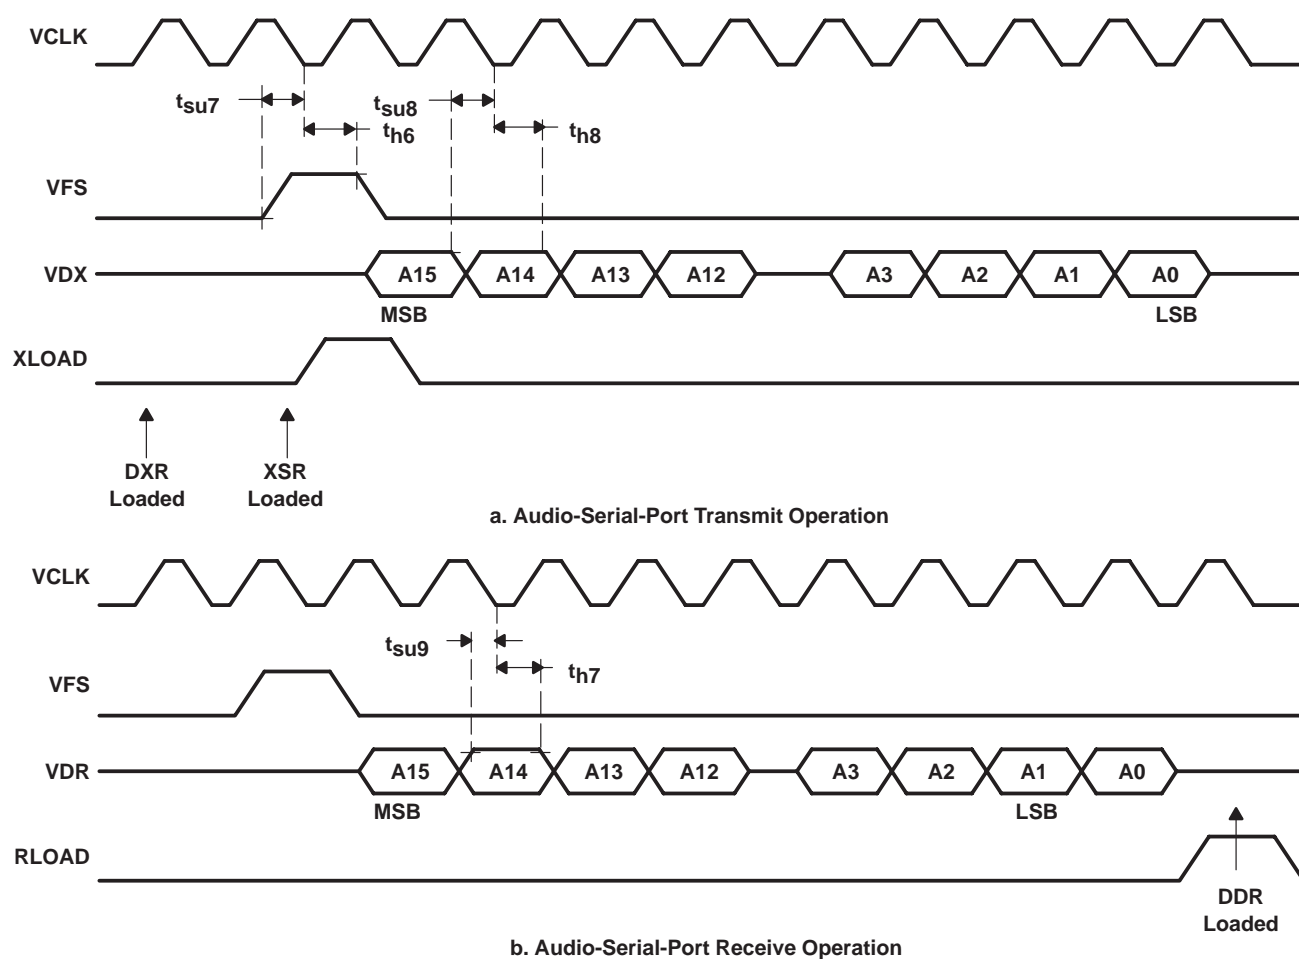 VCLK
tsu7
tsu8
th6
th8
VFS
VDX
A15
A14
A13
A12
A3
A2
A1
A0
MSB
LSB
XLOAD
DXR
Loaded
XSR
Loaded
a. Audio-Serial-Port Transmit Operation
VCLK
tsu9
th7
VFS
VDR
A15
A14
A13
A12
A3
A2
A1
A0
MSB
LSB
RLOAD
DDR
Loaded
b. Audio-Serial-Port Receive Operation